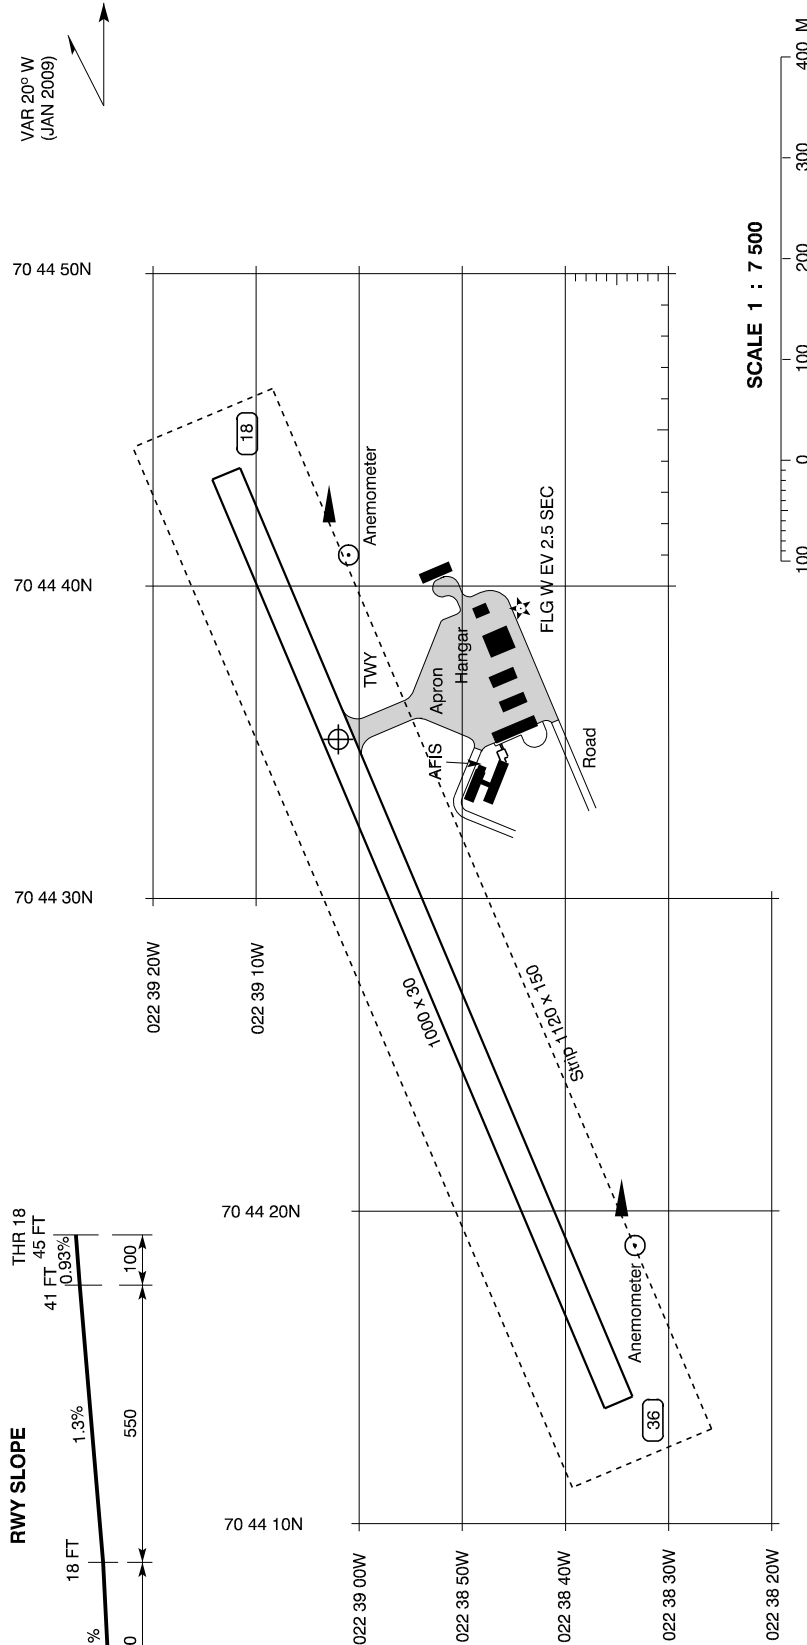 VAR 20° W
(JAN 2009)
70 44 50N
18
Anemometer
70 44 40N
FLG W EV 2.5 SEC
TWY
Hangar
Apron
AFIS
Road
70 44 30N
022 39 20W
022 39 10W
1000 x 30
Strip 1120 x 150
70 44 20N
Anemometer
36
70 44 10N
022 39 00W
022 38 50W
022 38 40W
022 38 30W
022 38 20W
SCALE 1 : 7 500
100 0 100 200 300 400 M
RWY SLOPE
THR 18
45 FT
41 FT
0.93%
100
1.3%
550
18 FT
%
0